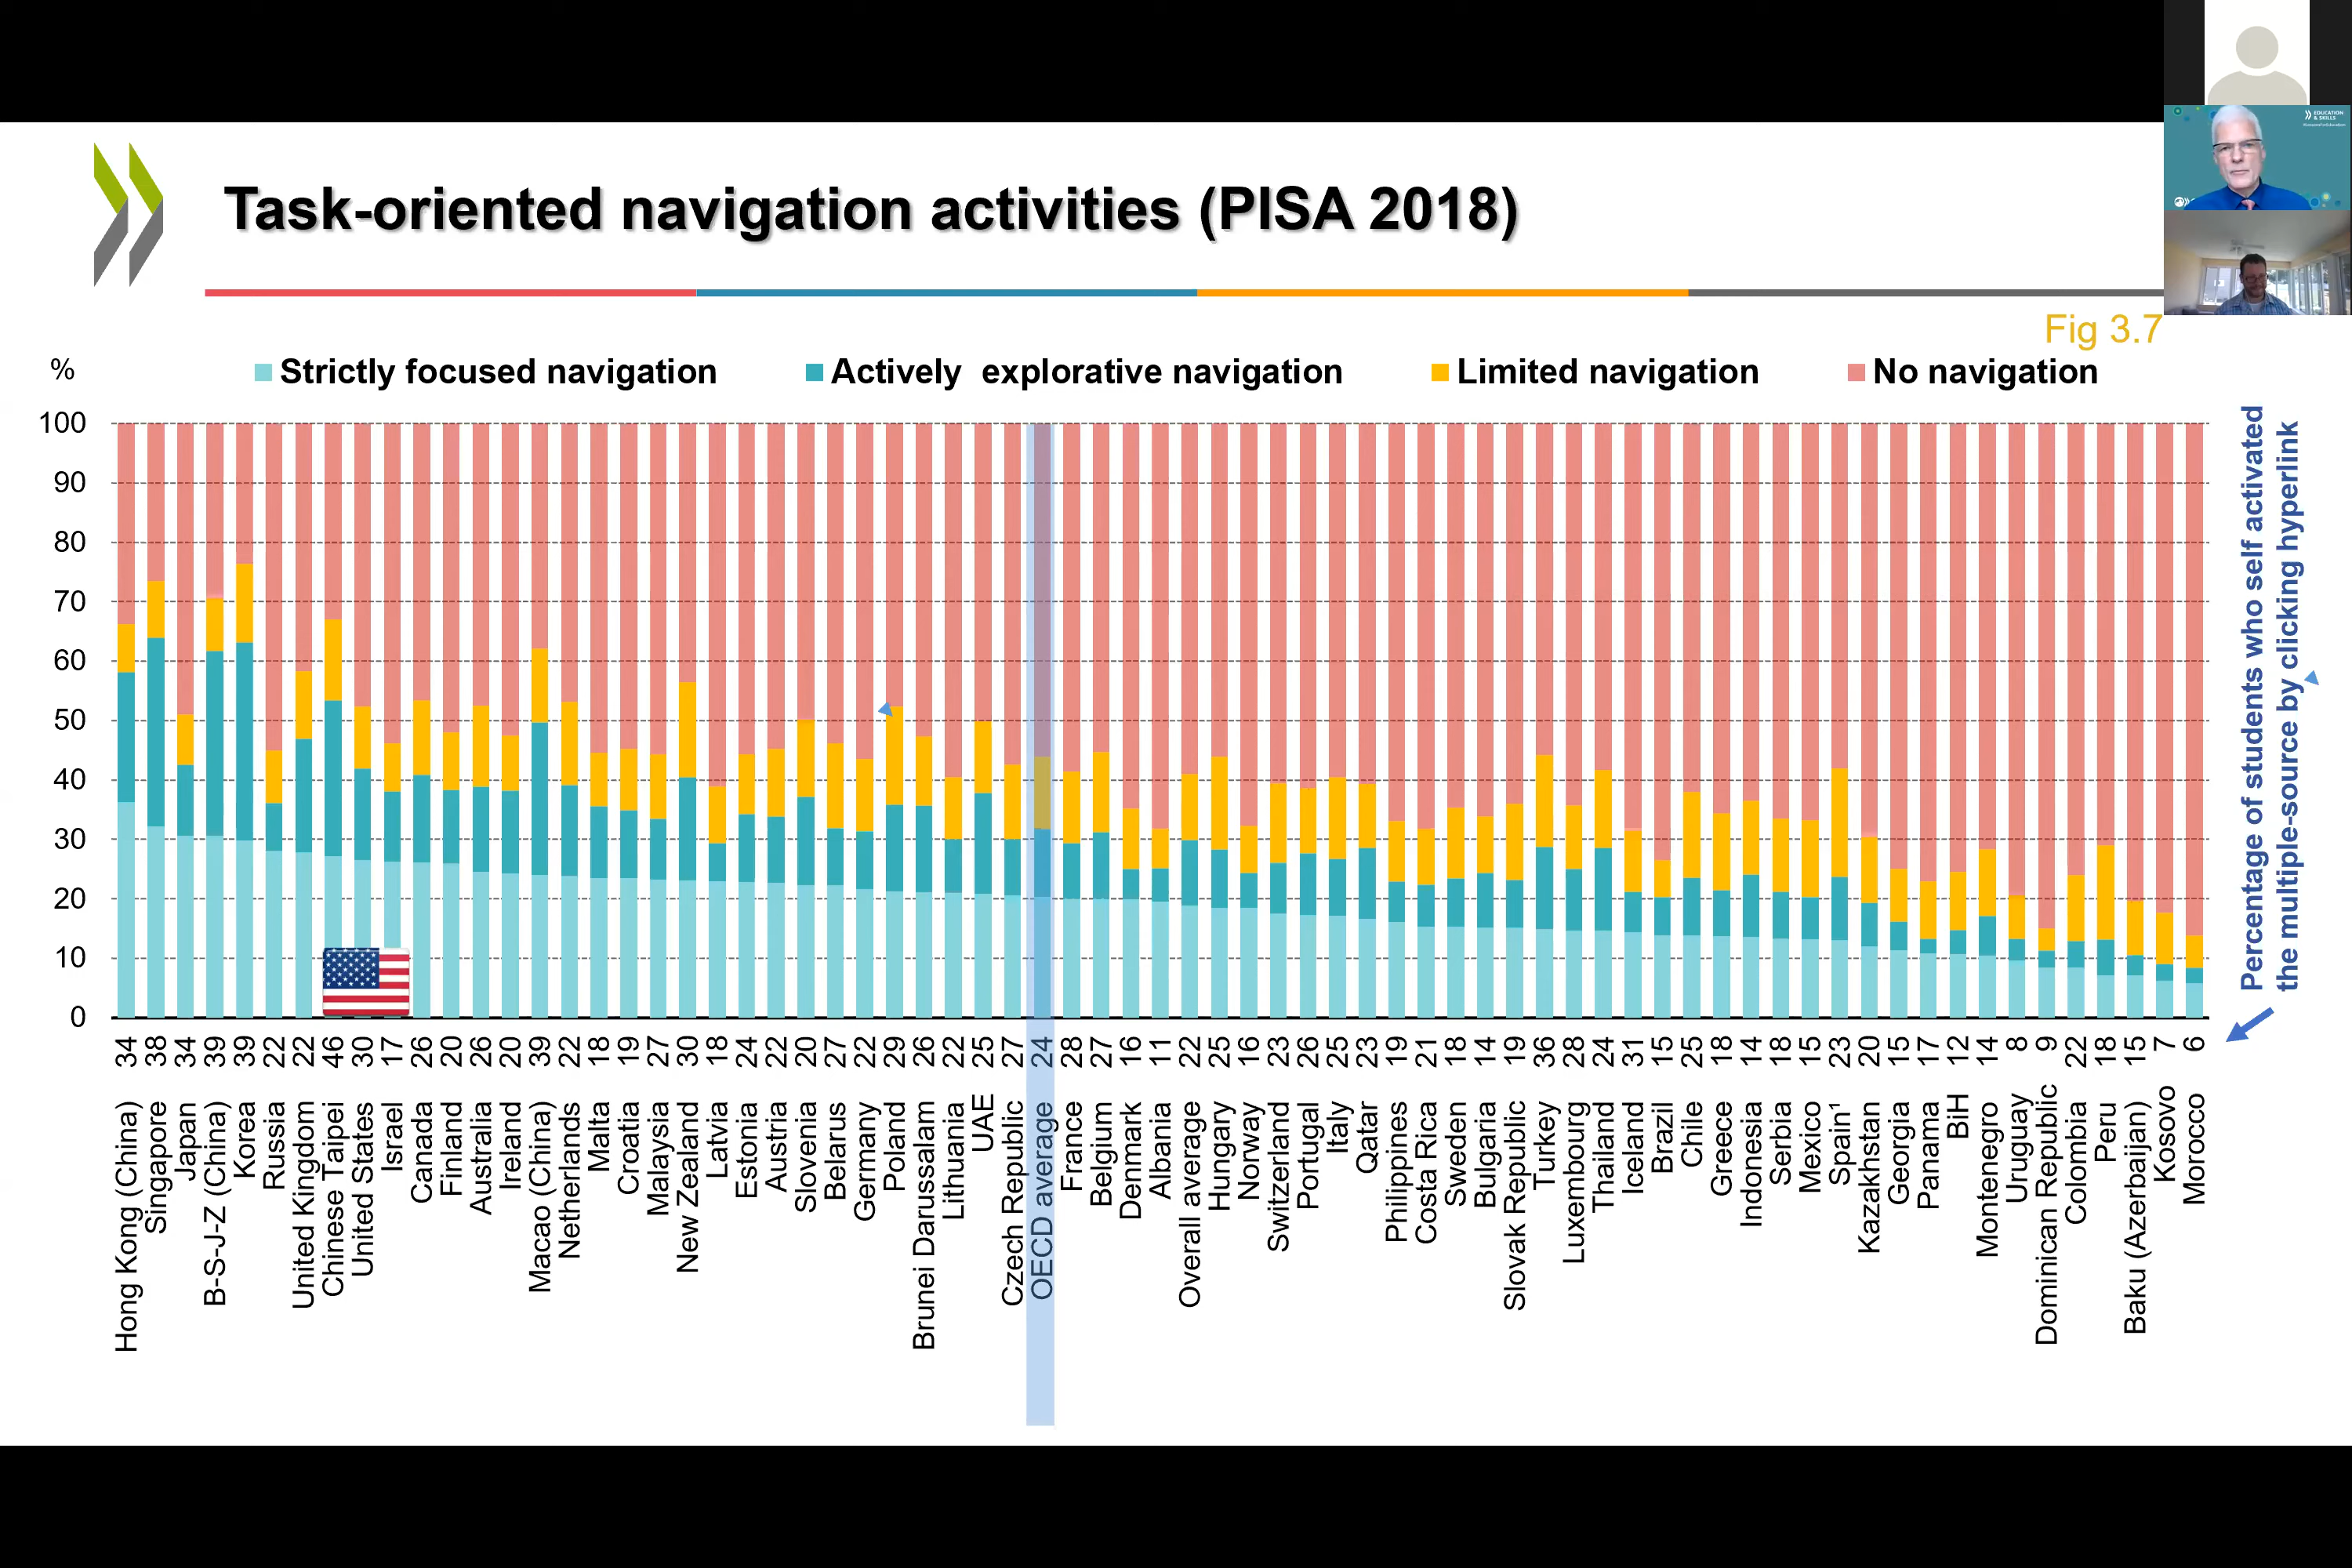 Task-oriented navigation activities (PISA 2018)
EDUCATION
& SKILLS
Fig 3.7
%
Strictly focused navigation
Actively explorative navigation
Limited navigation
No navigation
100
90
80
70
60
50
40
30
20
10
0
34 38 34 39 39 22 22 46 30 17 26 20 26 20 39 22 18 19 27 30 18 24 22 20 27 22 29 26 22 25 27 24 28 27 16 11 22 25 16 23 26 25 23 19 21 18 14 19 36 28 24 31 15 25 18 14 18 15 23 20 15 17 12 14 8 9 22 18 15 7 6
Hong Kong (China)
Singapore
Japan
B-S-J-Z (China)
Korea
Russia
United Kingdom
Chinese Taipei
United States
Israel
Canada
Finland
Australia
Ireland
Macao (China)
Netherlands
Malta
Croatia
Malaysia
New Zealand
Latvia
Estonia
Austria
Slovenia
Belarus
Germany
Poland
Brunei Darussalam
Lithuania
UAE
Czech Republic
OECD average
France
Belgium
Denmark
Albania
Overall average
Hungary
Norway
Switzerland
Portugal
Italy
Qatar
Philippines
Costa Rica
Sweden
Bulgaria
Slovak Republic
Turkey
Luxembourg
Thailand
Iceland
Brazil
Chile
Greece
Indonesia
Serbia
Mexico
Spain¹
Kazakhstan
Georgia
Panama
BiH
Montenegro
Uruguay
Dominican Republic
Colombia
Peru
Baku (Azerbaijan)
Kosovo
Morocco
Percentage of students who self activated
the multiple-source by clicking hyperlink